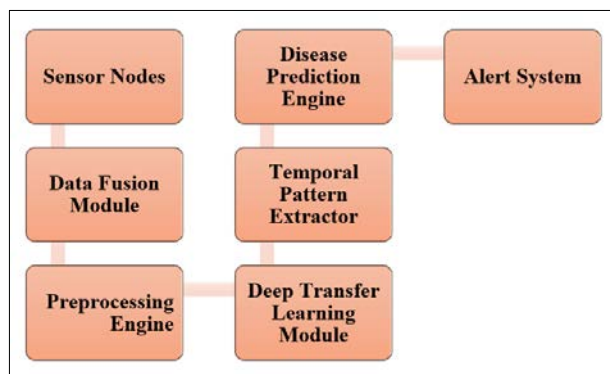 Sensor Nodes
Data Fusion
Module
Preprocessing
Engine
Deep Transfer
Learning
Module
Temporal
Pattern
Extractor
Disease
Prediction
Engine
Alert System